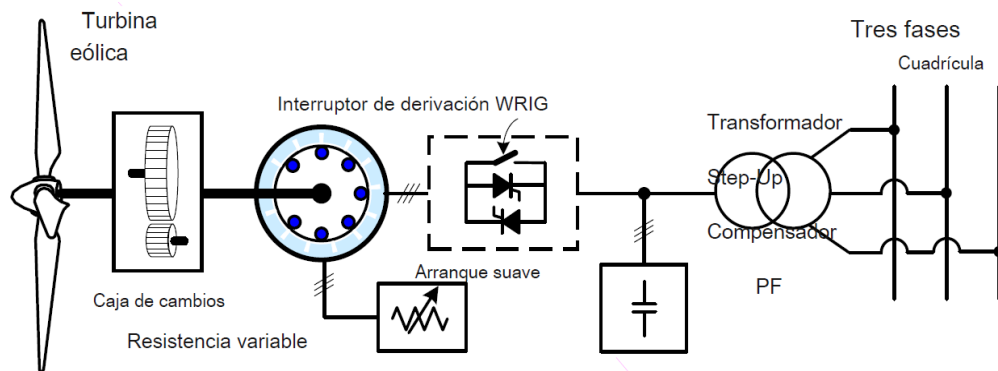 Turbina
eólica
Tres fases
Cuadrícula
Interruptor de derivación WRIG
Transformador
Step-Up
Compensador
Arranque suave
PF
Caja de cambios
Resistencia variable